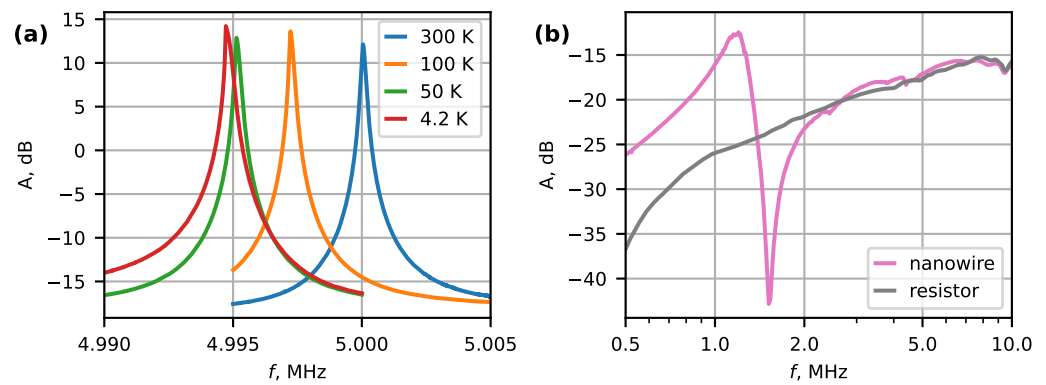 (a)
A, dB
15
10
5
0
−5
−10
−15
300 K
100 K
50 K
4.2 K
4.990
4.995
5.000
5.005
f, MHz
(b)
A, dB
−15
−20
−25
−30
−35
−40
nanowire
resistor
0.5
1.0
2.0
5.0
10.0
f, MHz